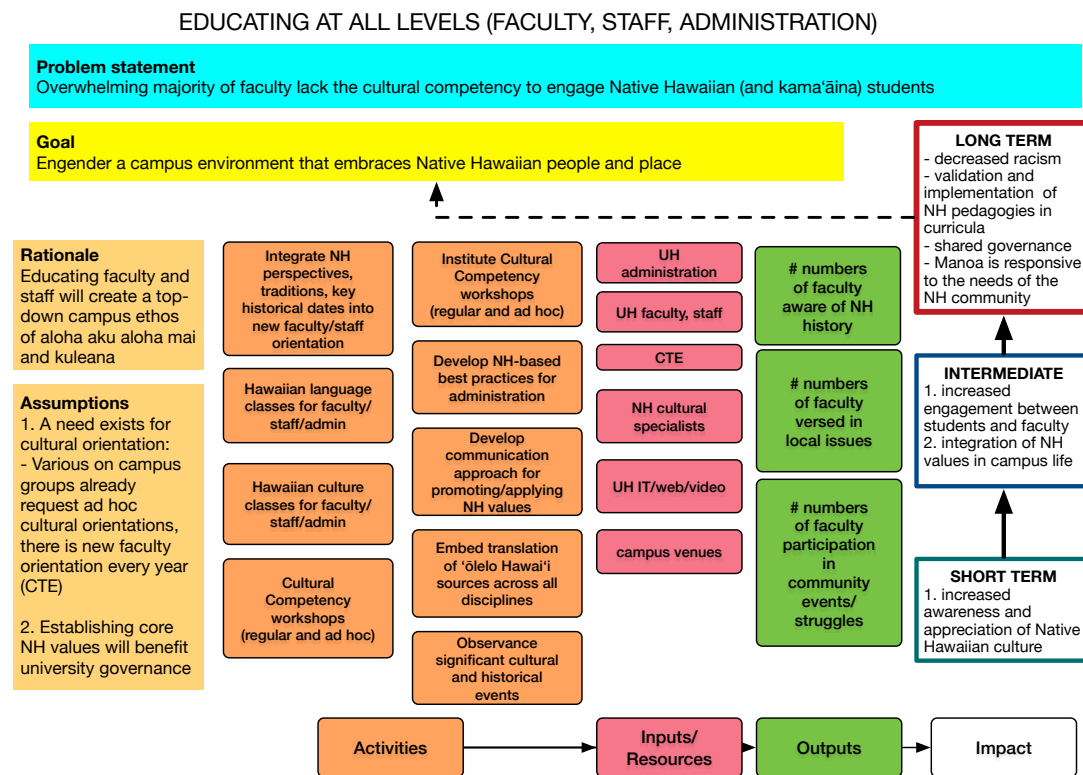 EDUCATING AT ALL LEVELS (FACULTY, STAFF, ADMINISTRATION)
Problem statement
Overwhelming majority of faculty lack the cultural competency to engage Native Hawaiian (and kamaʻāina) students
Goal
Engender a campus environment that embraces Native Hawaiian people and place
Rationale
Educating faculty and
staff will create a top-
down campus ethos
of aloha aku aloha mai
and kuleana
Assumptions
1. A need exists for
cultural orientation:
- Various on campus
groups already
request ad hoc
cultural orientations,
there is new faculty
orientation every year
(CTE)
2. Establishing core
NH values will benefit
university governance
Integrate NH
perspectives,
traditions, key
historical dates into
new faculty/staff
orientation
Hawaiian language
classes for faculty/
staff/admin
Hawaiian culture
classes for faculty/
staff/admin
Cultural
Competency
workshops
(regular and ad hoc)
Institute Cultural
Competency
workshops
(regular and ad hoc)
Develop NH-based
best practices for
administration
Develop
communication
approach for
promoting/applying
NH values
Embed translation
of ʻōlelo Hawaiʻi
sources across all
disciplines
Observance
significant cultural
and historical
events
UH
administration
UH faculty, staff
CTE
NH cultural
specialists
UH IT/web/video
campus venues
# numbers
of faculty
aware of NH
history
# numbers
of faculty
versed in
local issues
# numbers
of faculty
participation
in
community
events/
struggles
LONG TERM
- decreased racism
- validation and
implementation of
NH pedagogies in
curricula
- shared governance
- Manoa is responsive
to the needs of the
NH community
INTERMEDIATE
1. increased
engagement between
students and faculty
2. integration of NH
values in campus life
SHORT TERM
1. increased
awareness and
appreciation of Native
Hawaiian culture
Activities
Inputs/
Resources
Outputs
Impact